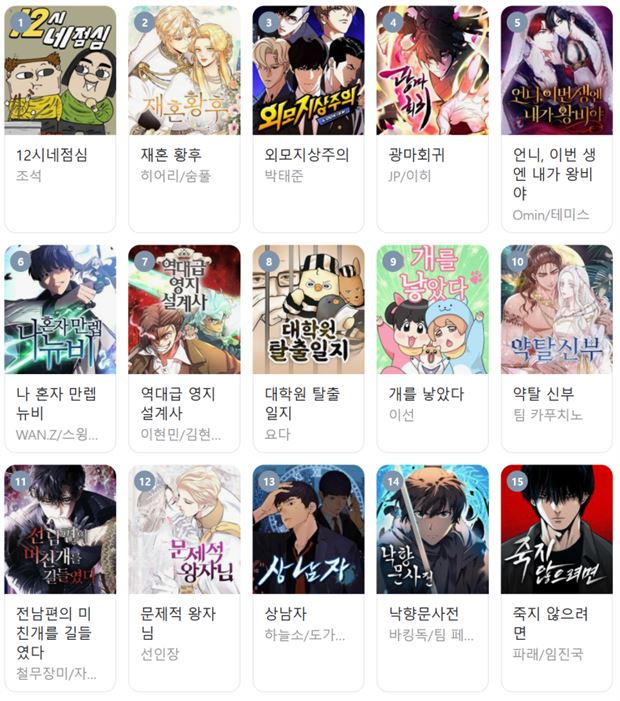 1
12시
네점심
12시네점심
조석
2
재혼황후
재혼 황후
히어리/숨풀
3
외모지상주의
외모지상주의
박태준
4
광마
회귀
광마회귀
JP/이히
5
언니, 이번 생엔
내가 왕비야
언니, 이번 생
엔 내가 왕비
야
Omin/테미스
6
나 혼자 만렙
뉴비
나 혼자 만렙
뉴비
WAN.Z/스윙...
7
역대급
영지
설계사
역대급 영지
설계사
이현민/김현...
8
대학원
탈출일지
대학원 탈출
일지
요다
9
개를
낳았다
개를 낳았다
이선
10
약탈신부
약탈 신부
팀 카푸치노
11
전남편의
미친개를
길들였다
전남편의 미
친개를 길들
였다
철무장미/자...
12
문제적
왕자님
문제적 왕자
님
선인장
13
상남자
상남자
하늘소/도가...
14
낙향
문사전
낙향문사전
바킹독/팀 페...
15
죽지
않으려면
죽지 않으려
면
파래/임진국